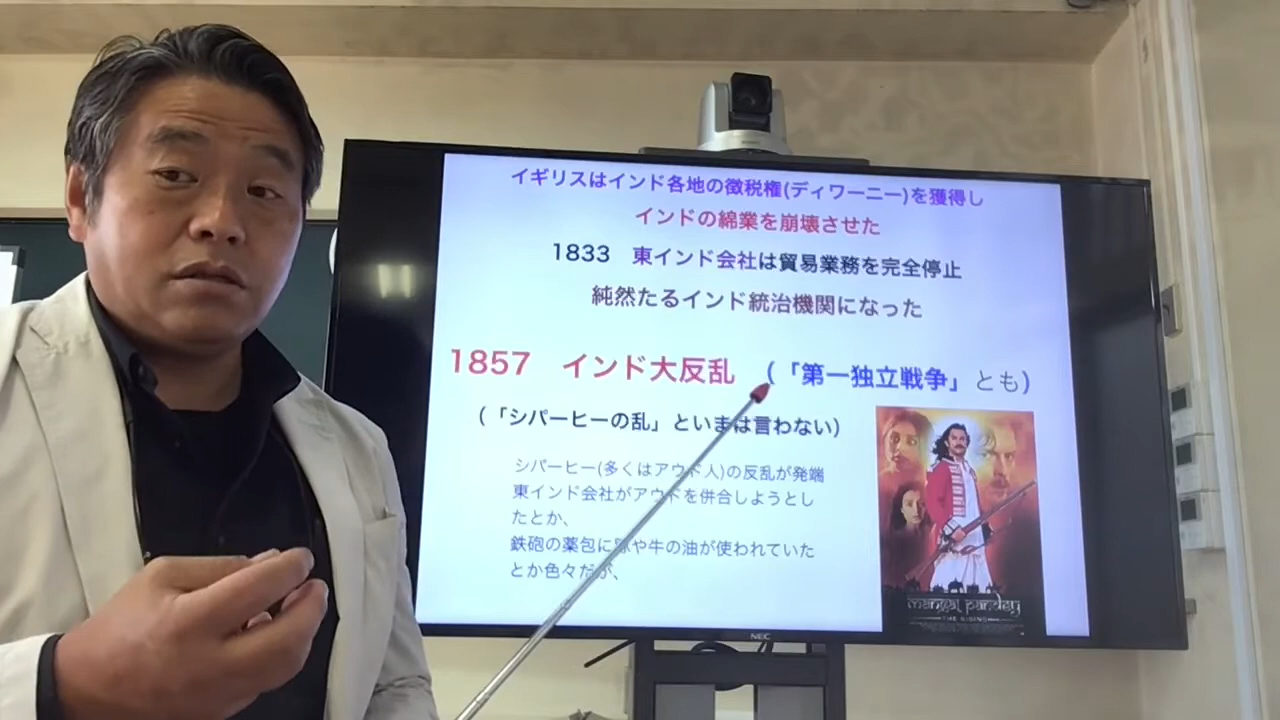 イギリスはインド各地の徴税権(ディワーニー)を獲得し
インドの綿業を崩壊させた
1833 東インド会社は貿易業務を完全停止
純然たるインド統治機関になった
1857 インド大反乱 (「第一独立戦争」とも)
(「シパーヒーの乱」といまは言わない)
シパーヒー(多くはアウド人)の反乱が発端
東インド会社がアウドを併合しようとし
たとか、
鉄砲の薬包に豚や牛の油が使われていた
とか色々だが、
mangal pandey
THE RISING
NEC